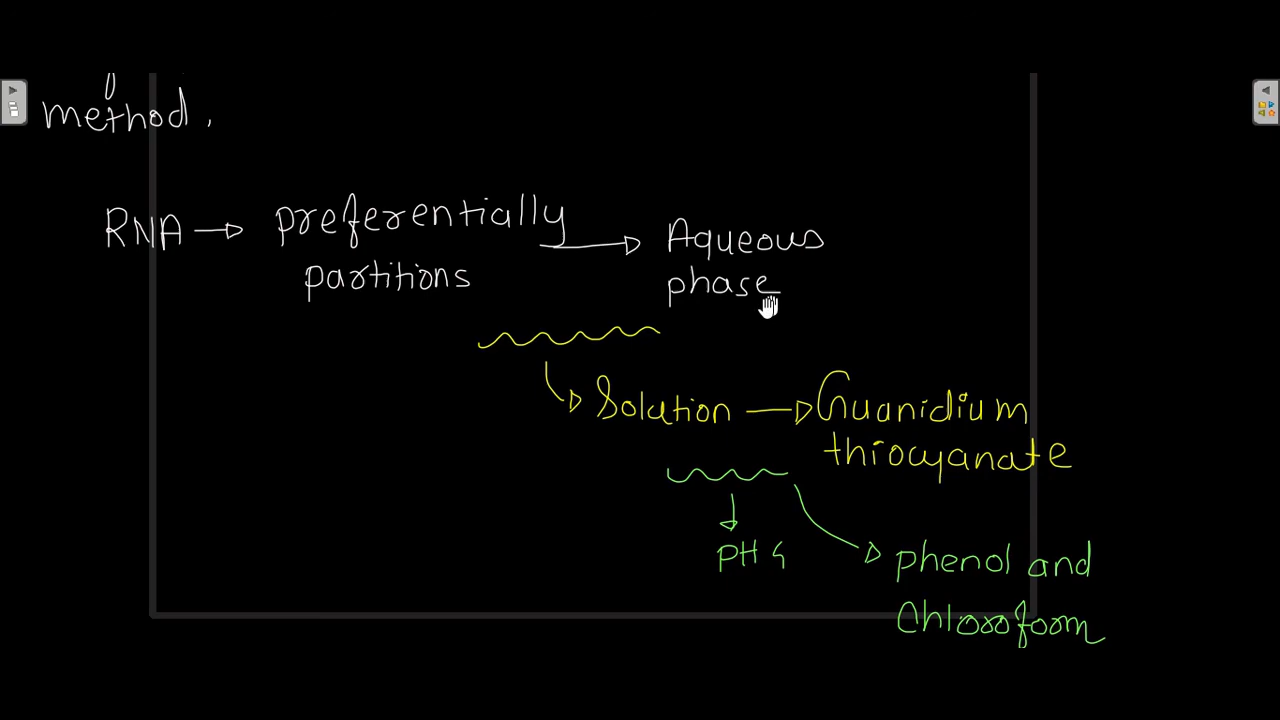 method.
RNA → preferentially → Aqueous
partitions phase
Solution → Guanidium
thiocyanate
PH 4
phenol and
Chloroform